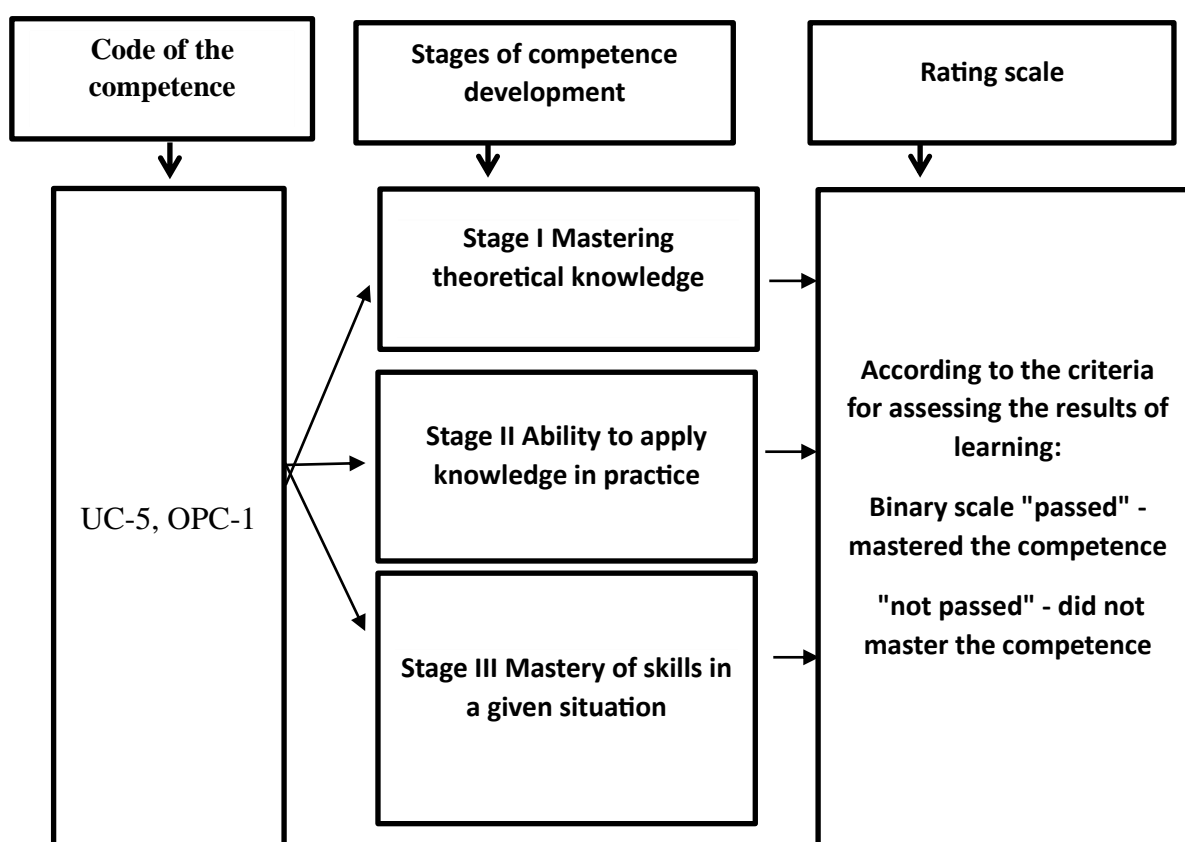 Code of the
competence
Stages of competence
development
Rating scale
UC-5, OPC-1
Stage I Mastering
theoretical knowledge
Stage II Ability to apply
knowledge in practice
Stage III Mastery of skills in
a given situation
According to the criteria
for assessing the results of
learning:
Binary scale "passed" -
mastered the competence
"not passed" - did not
master the competence